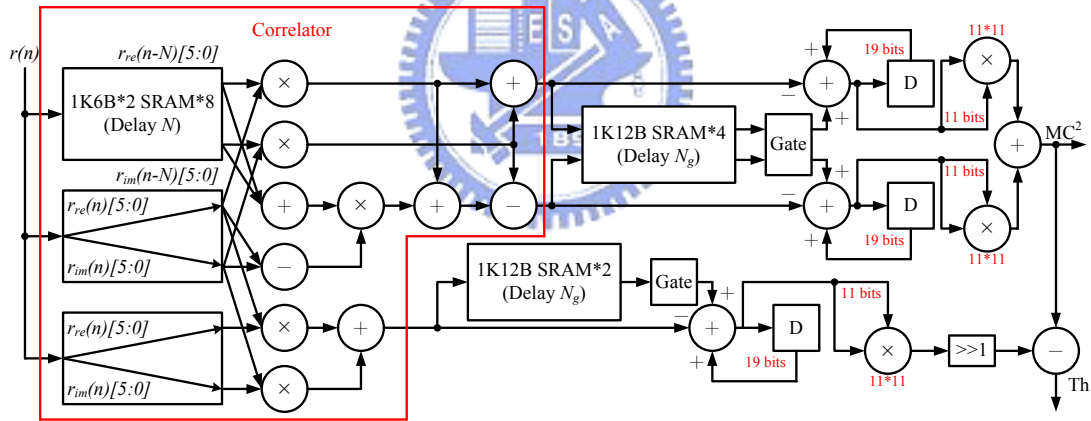 Correlator
r(n)
r_re(n-N)[5:0]
1K6B*2 SRAM*8
(Delay N)
r_im(n-N)[5:0]
r_re(n)[5:0]
r_im(n)[5:0]
r_re(n)[5:0]
r_im(n)[5:0]
×
×
+
×
+
−
−
×
+
×
+
E S A
1K12B SRAM*4
(Delay N_g)
Gate
+
−
+
+
19 bits
D
11 bits
11*11
×
+
−
+
+
D
19 bits
11 bits
×
11*11
+
MC²
1K12B SRAM*2
(Delay N_g)
Gate
+
−
+
+
D
19 bits
11 bits
×
11*11
>>1
−
Th